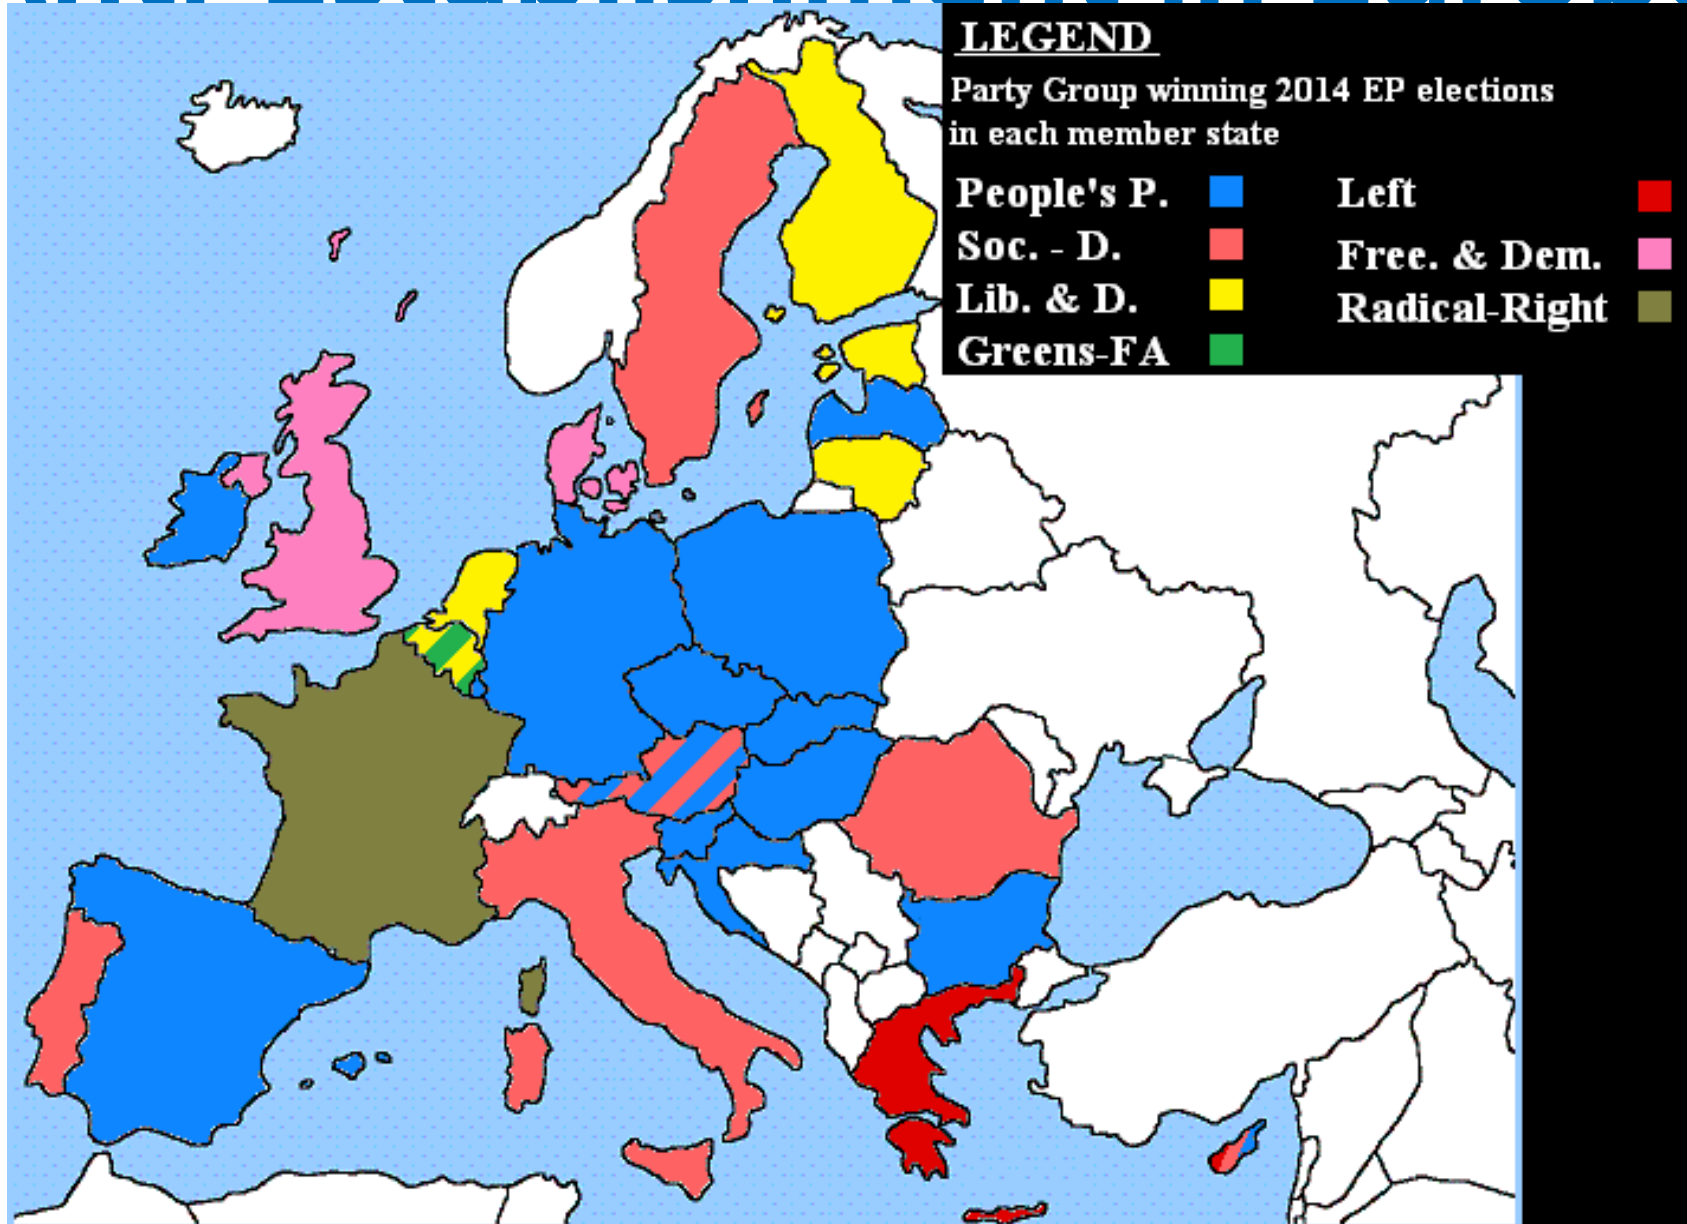 LEGEND
Party Group winning 2014 EP elections
in each member state
People's P.
Soc. - D.
Lib. & D.
Greens-FA
Left
Free. & Dem.
Radical-Right